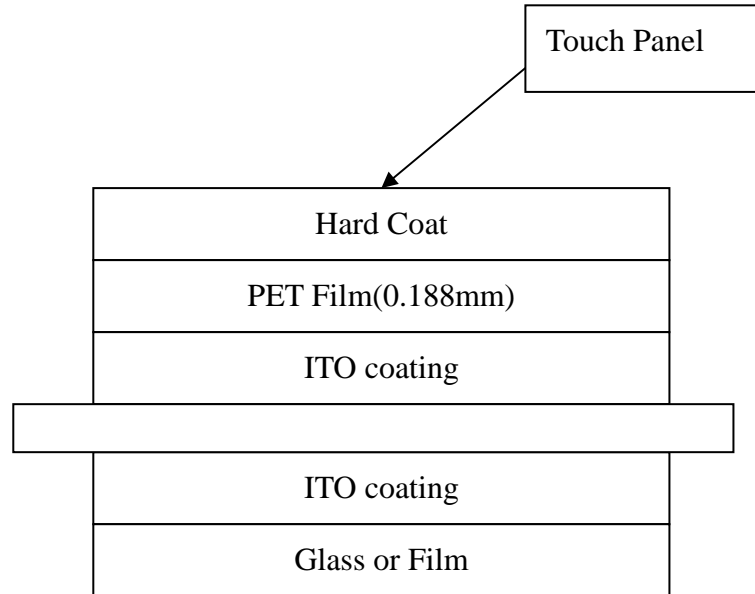 Touch Panel
Hard Coat
PET Film(0.188mm)
ITO coating
ITO coating
Glass or Film